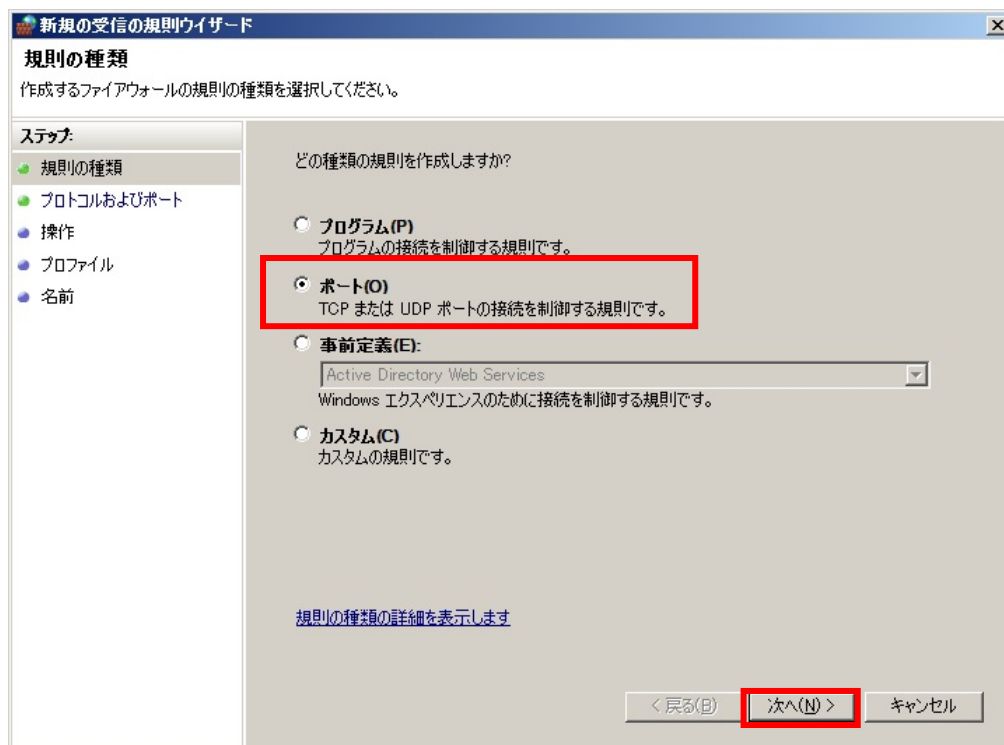 新規の受信の規則ウイザード
規則の種類
作成するファイアウォールの規則の種類を選択してください。
ステップ:
規則の種類
プロトコルおよびポート
操作
プロファイル
名前
どの種類の規則を作成しますか?
プログラム(P)
プログラムの接続を制御する規則です。
ポート(O)
TCP または UDP ポートの接続を制御する規則です。
事前定義(E):
Active Directory Web Services
Windows エクスペリエンスのために接続を制御する規則です。
カスタム(C)
カスタムの規則です。
規則の種類の詳細を表示します
< 戻る(B)
次へ(N) >
キャンセル